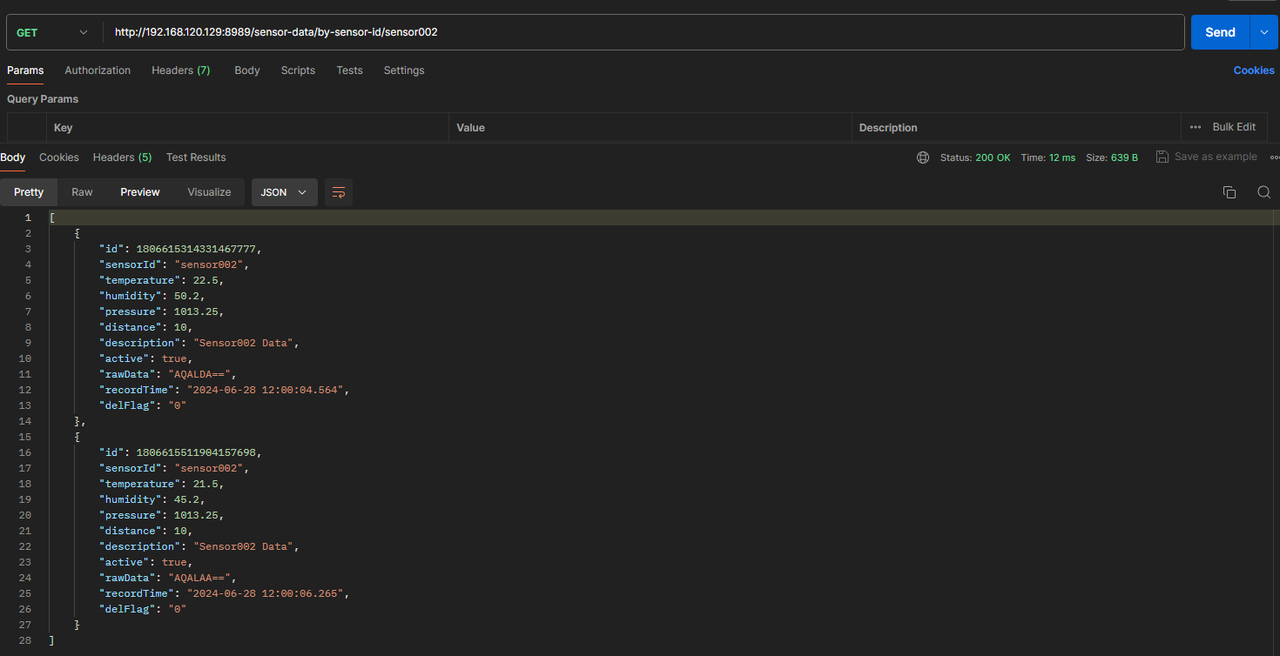 GET http://192.168.120.129:8989/sensor-data/by-sensor-id/sensor002 Send
Params Authorization Headers (7) Body Scripts Tests Settings Cookies
Query Params
Key Value Description ••• Bulk Edit
Body Cookies Headers (5) Test Results Status: 200 OK Time: 12 ms Size: 639 B Save as example
Pretty Raw Preview Visualize JSON
1 [
2 {
3 "id": 1806615314331467777,
4 "sensorId": "sensor002",
5 "temperature": 22.5,
6 "humidity": 50.2,
7 "pressure": 1013.25,
8 "distance": 10,
9 "description": "Sensor002 Data",
10 "active": true,
11 "rawData": "AQALDA==",
12 "recordTime": "2024-06-28 12:00:04.564",
13 "delFlag": "0"
14 },
15 {
16 "id": 1806615511904157698,
17 "sensorId": "sensor002",
18 "temperature": 21.5,
19 "humidity": 45.2,
20 "pressure": 1013.25,
21 "distance": 10,
22 "description": "Sensor002 Data",
23 "active": true,
24 "rawData": "AQALAA==",
25 "recordTime": "2024-06-28 12:00:06.265",
26 "delFlag": "0"
27 }
28 ]